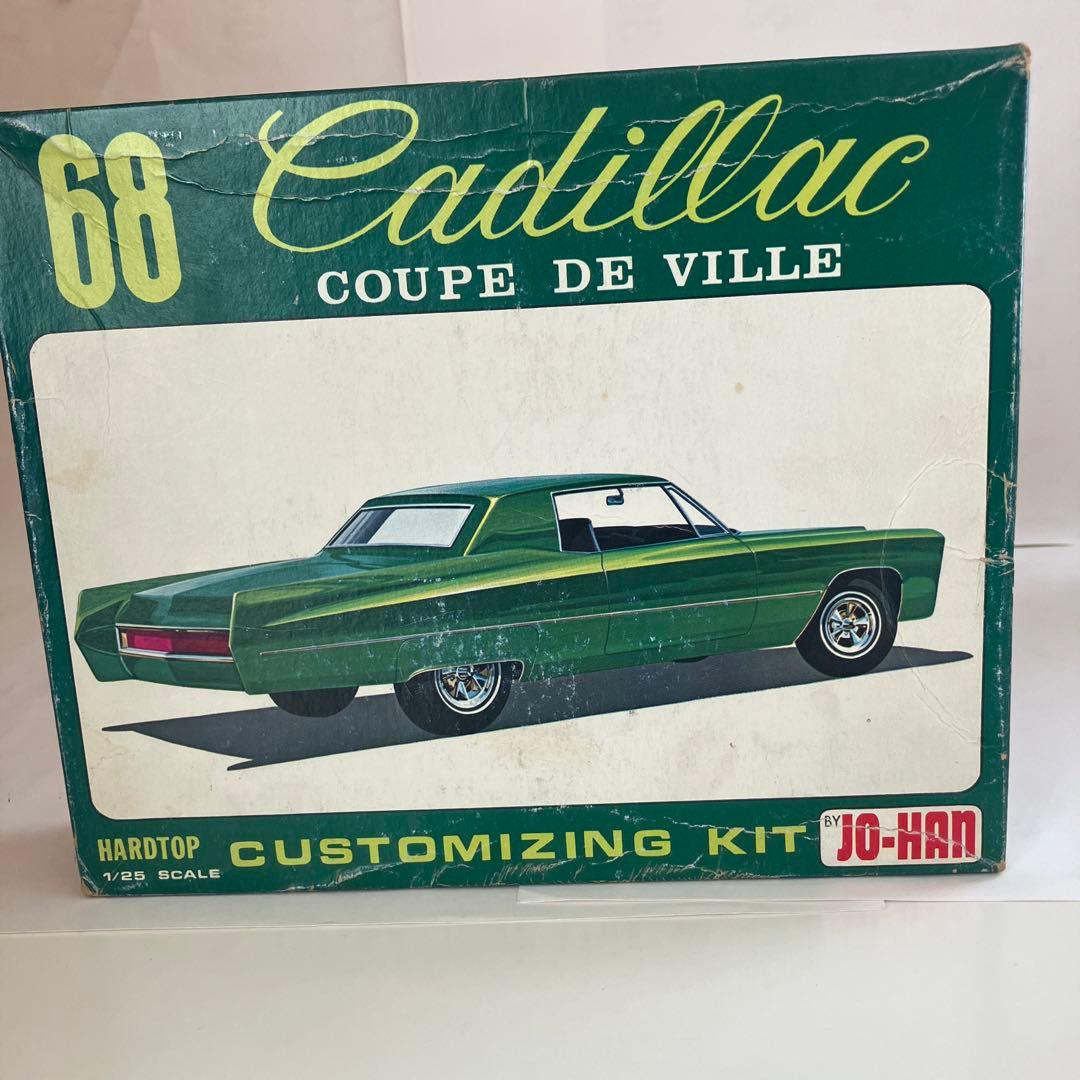 68 Cadillac
COUPE DE VILLE
HARDTOP CUSTOMIZING KIT BY JO-HAN
1/25 SCALE